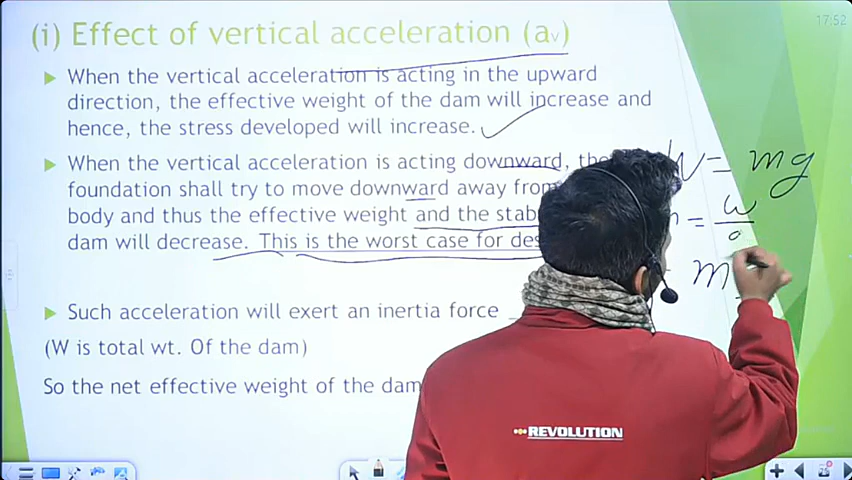 (i) Effect of vertical acceleration (av)
17:52
When the vertical acceleration is acting in the upward
direction, the effective weight of the dam will increase and
hence, the stress developed will increase.
When the vertical acceleration is acting downward, the
foundation shall try to move downward away from
body and thus the effective weight and the stab
dam will decrease. This is the worst case for des
Such acceleration will exert an inertia force
(W is total wt. Of the dam)
So the net effective weight of the dam
W = mg
= w
m
REVOLUTION